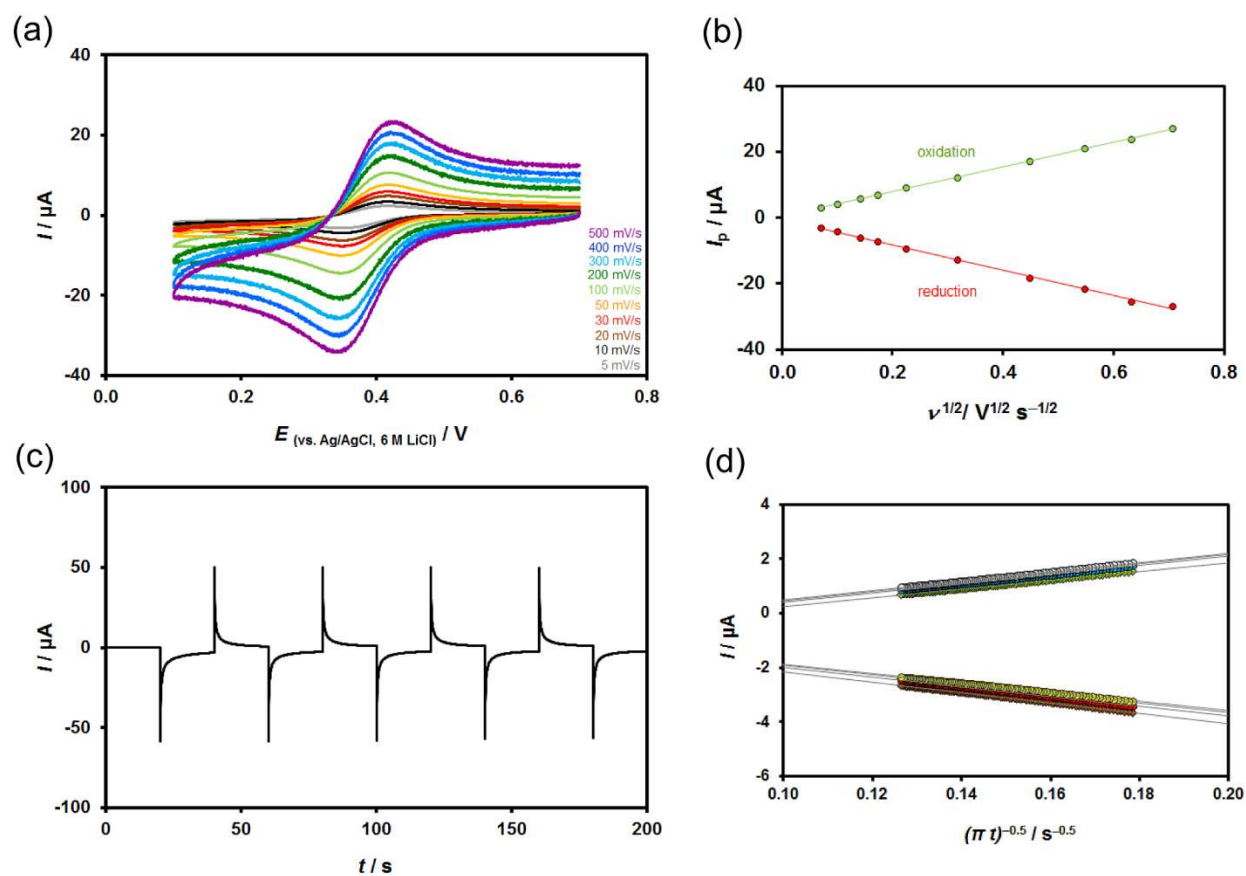 (a)
40
20
0
-20
-40
I / µA
0.0 0.2 0.4 0.6 0.8
E (vs. Ag/AgCl, 6 M LiCl) / V
500 mV/s
400 mV/s
300 mV/s
200 mV/s
100 mV/s
50 mV/s
30 mV/s
20 mV/s
10 mV/s
5 mV/s
(b)
40
20
0
-20
-40
Ip / µA
oxidation
reduction
0.0 0.2 0.4 0.6 0.8
ν1/2/ V1/2 s–1/2
(c)
100
50
0
-50
-100
I / µA
0 50 100 150 200
t / s
(d)
4
2
0
-2
-4
-6
I / µA
0.10 0.12 0.14 0.16 0.18 0.20
(π t)–0.5 / s–0.5